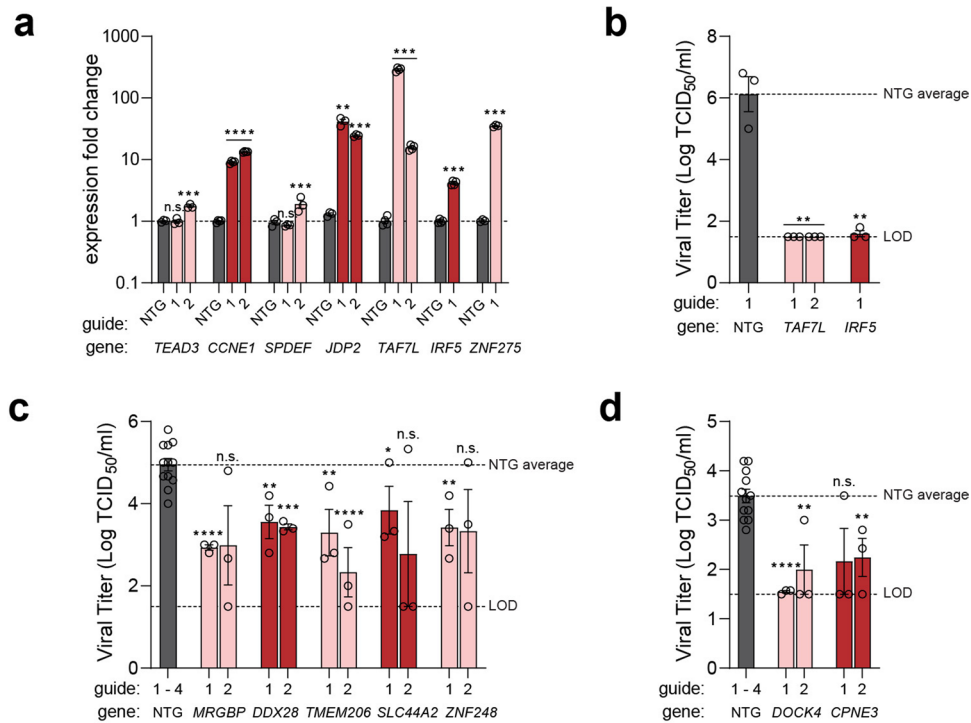 a
expression fold change
1000
100
10
1
0.1
n.s.
***
****
n.s.
***
**
***
***
***
***
guide:
NTG 1 2 NTG 1 2 NTG 1 2 NTG 1 2 NTG 1 2 NTG 1 NTG 1
gene:
TEAD3 CCNE1 SPDEF JDP2 TAF7L IRF5 ZNF275
b
Viral Titer (Log TCID50/ml)
8
6
4
2
0
NTG average
**
**
LOD
guide: 1 1 2 1
gene: NTG TAF7L IRF5
c
Viral Titer (Log TCID50/ml)
6
5
4
3
2
1
0
NTG average
****
n.s.
**
***
**
****
*
n.s.
**
n.s.
LOD
guide: 1 - 4 1 2 1 2 1 2 1 2 1 2
gene: NTG MRGBP DDX28 TMEM206 SLC44A2 ZNF248
d
Viral Titer (Log TCID50/ml)
5
4
3
2
1
0
NTG average
****
**
n.s.
**
LOD
guide: 1 - 4 1 2 1 2
gene: NTG DOCK4 CPNE3